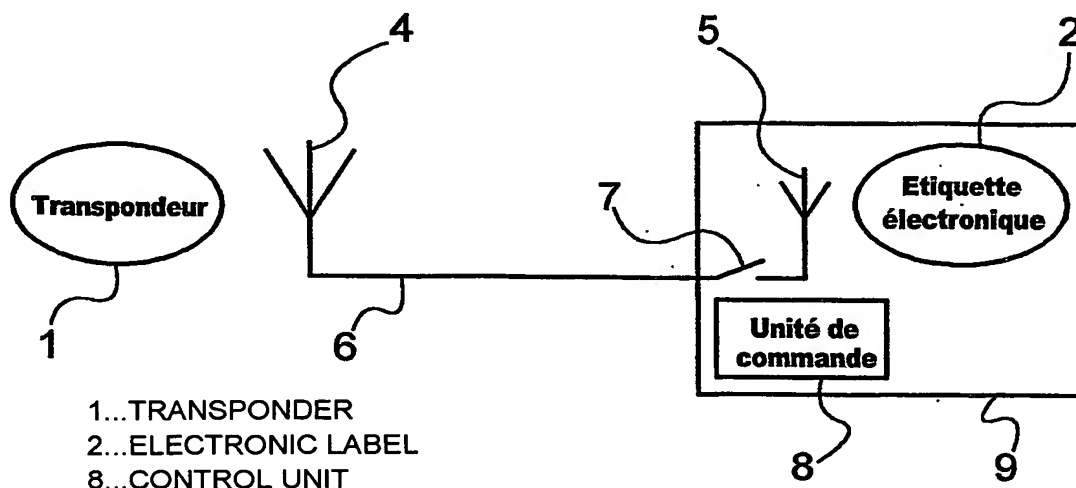 4
5
2
Transpondeur
7
Etiquette
électronique
1
6
Unité de
commande
8
9
1...TRANSPONDER
2...ELECTRONIC LABEL
8...CONTROL UNIT